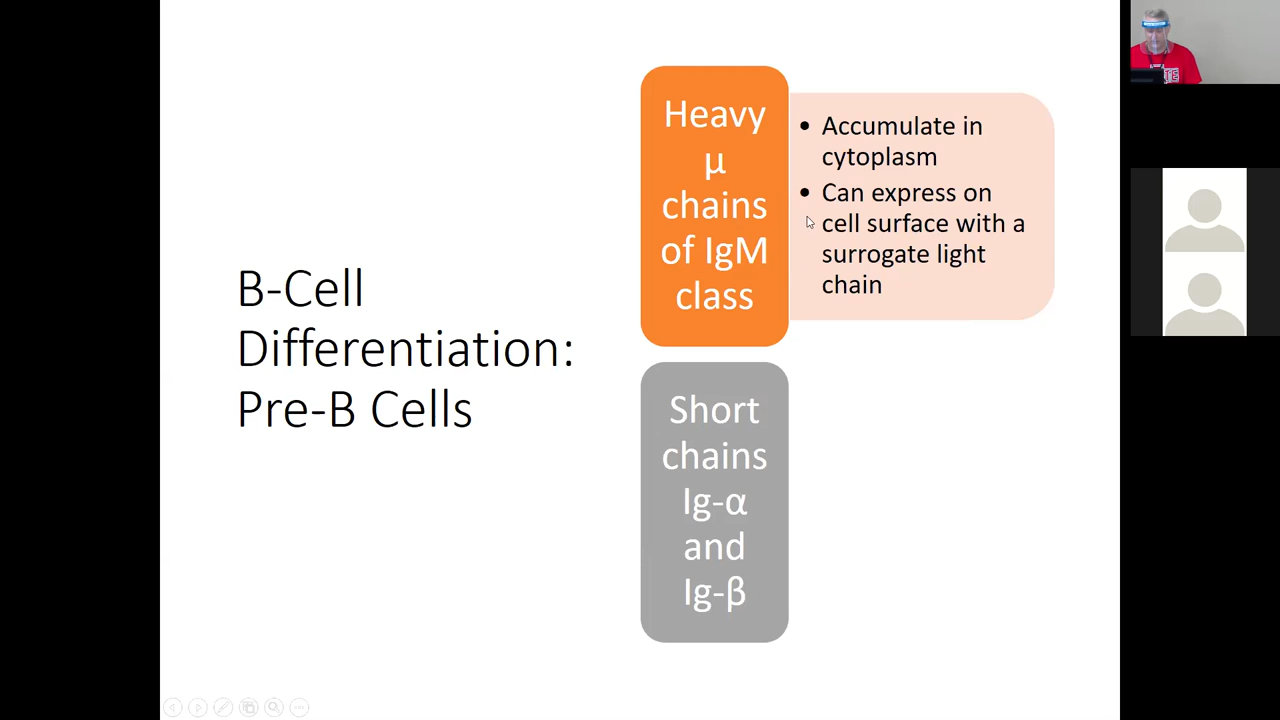 B-Cell
Differentiation:
Pre-B Cells
Heavy
μ
chains
of IgM
class
• Accumulate in
cytoplasm
• Can express on
cell surface with a
surrogate light
chain
Short
chains
Ig-α
and
Ig-β